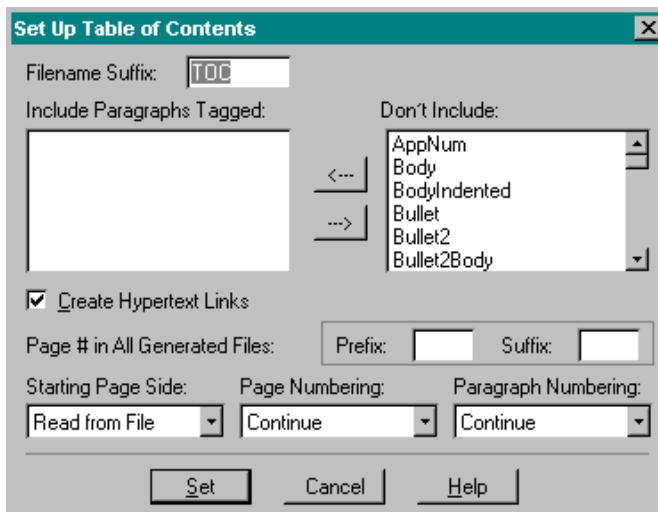 Set Up Table of Contents
Filename Suffix: TOC
Include Paragraphs Tagged: Don't Include:
AppNum
Body
<--- BodyIndented
Bullet
---> Bullet2
Bullet2Body
Create Hypertext Links
Page # in All Generated Files: Prefix: Suffix:
Starting Page Side: Page Numbering: Paragraph Numbering:
Read from File Continue Continue
Set Cancel Help